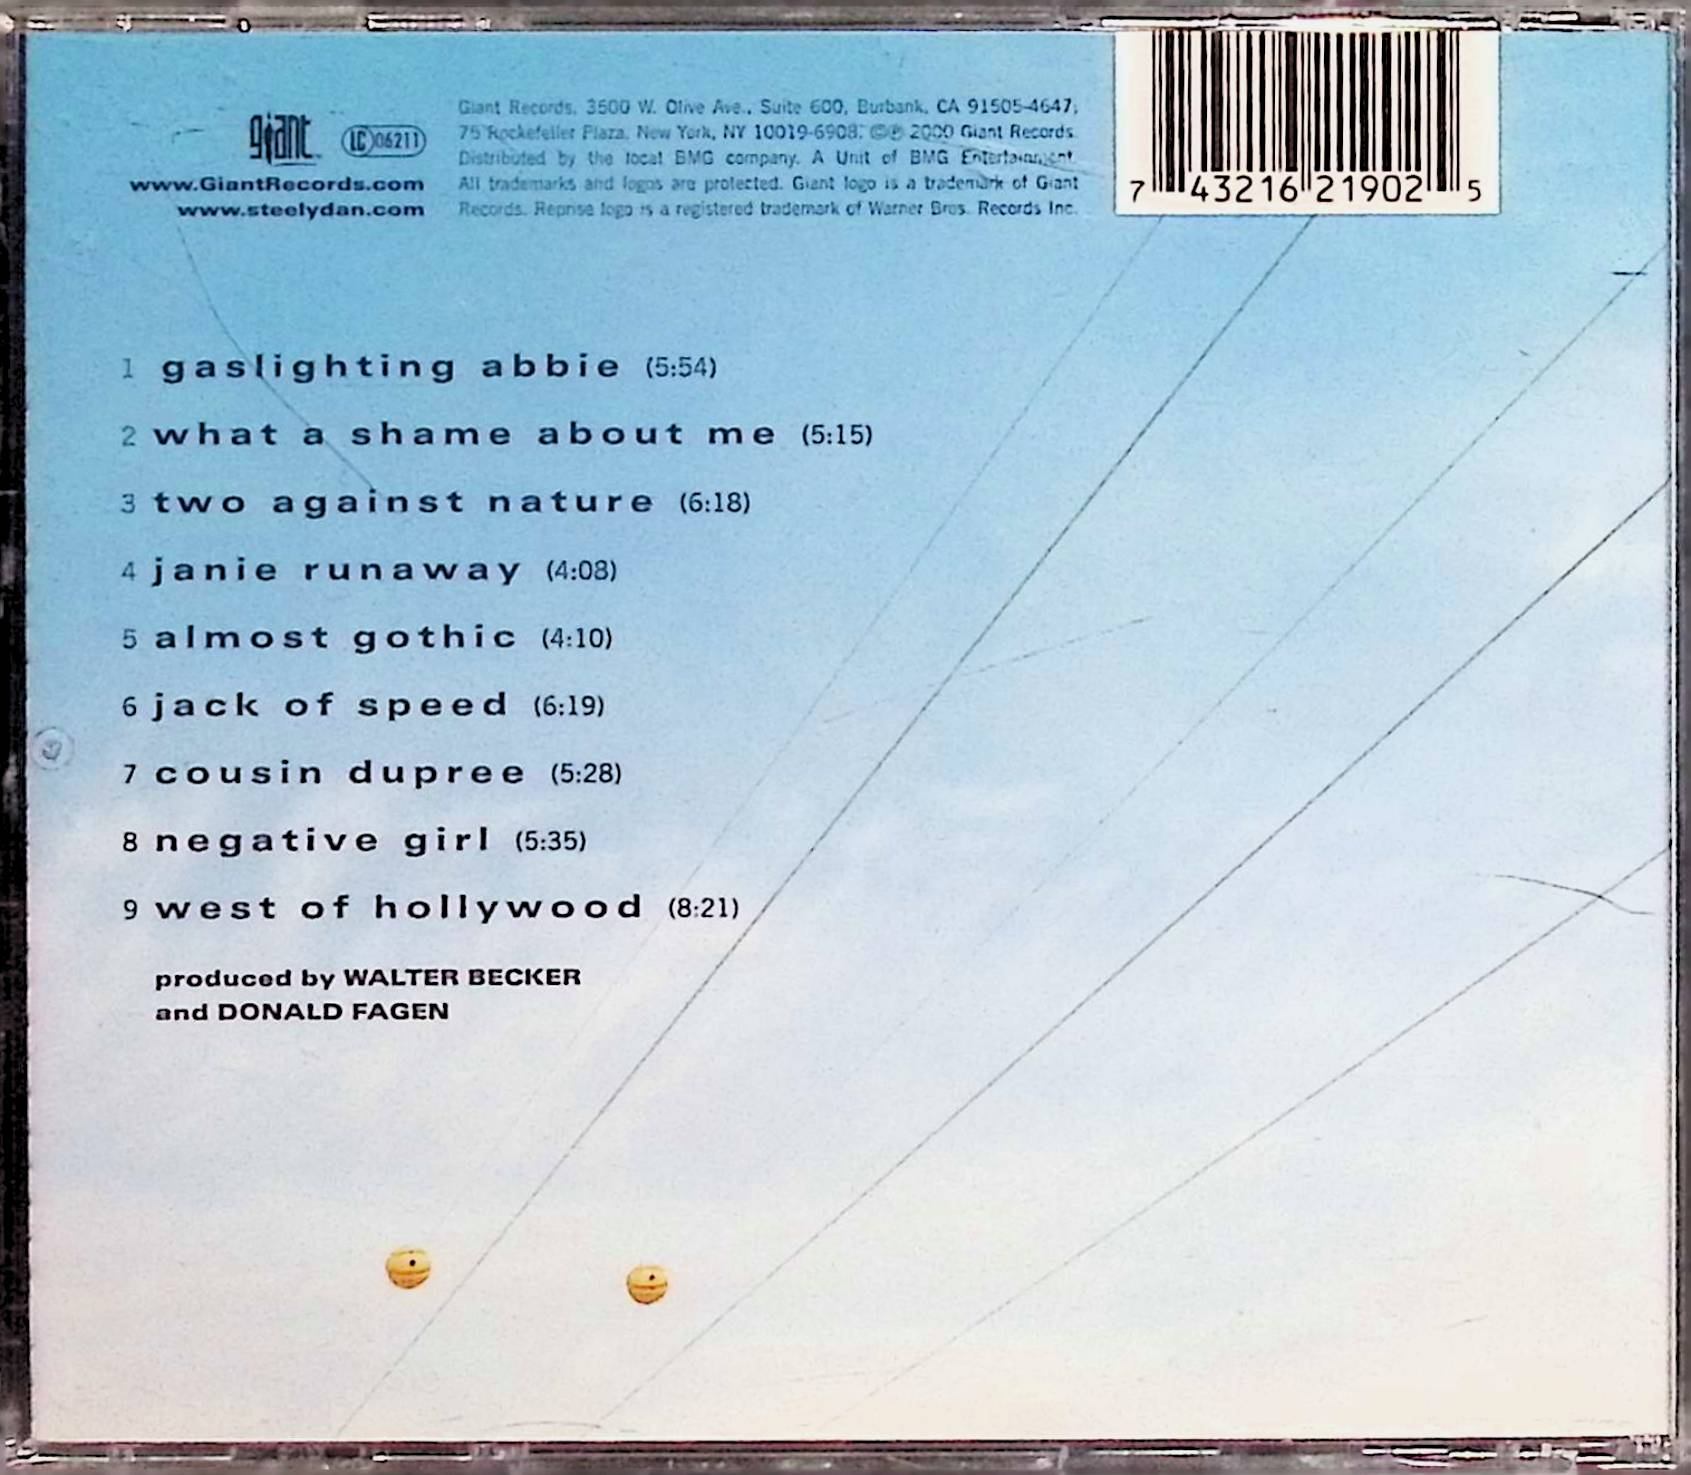 giant
LC 06211
www.GiantRecords.com
www.steelydan.com
Giant Records, 3500 W. Olive Ave., Suite 600, Burbank, CA 91505-4647;
75 Rockefeller Plaza, New York, NY 10019-6908. ©℗ 2000 Giant Records.
Distributed by the local BMG company. A Unit of BMG Entertainment.
All trademarks and logos are protected. Giant logo is a trademark of Giant
Records. Reprise logo is a registered trademark of Warner Bros. Records Inc.
7 43216 21902 5
1 gaslighting abbie (5:54)
2 what a shame about me (5:15)
3 two against nature (6:18)
4 janie runaway (4:08)
5 almost gothic (4:10)
6 jack of speed (6:19)
7 cousin dupree (5:28)
8 negative girl (5:35)
9 west of hollywood (8:21)
produced by WALTER BECKER
and DONALD FAGEN